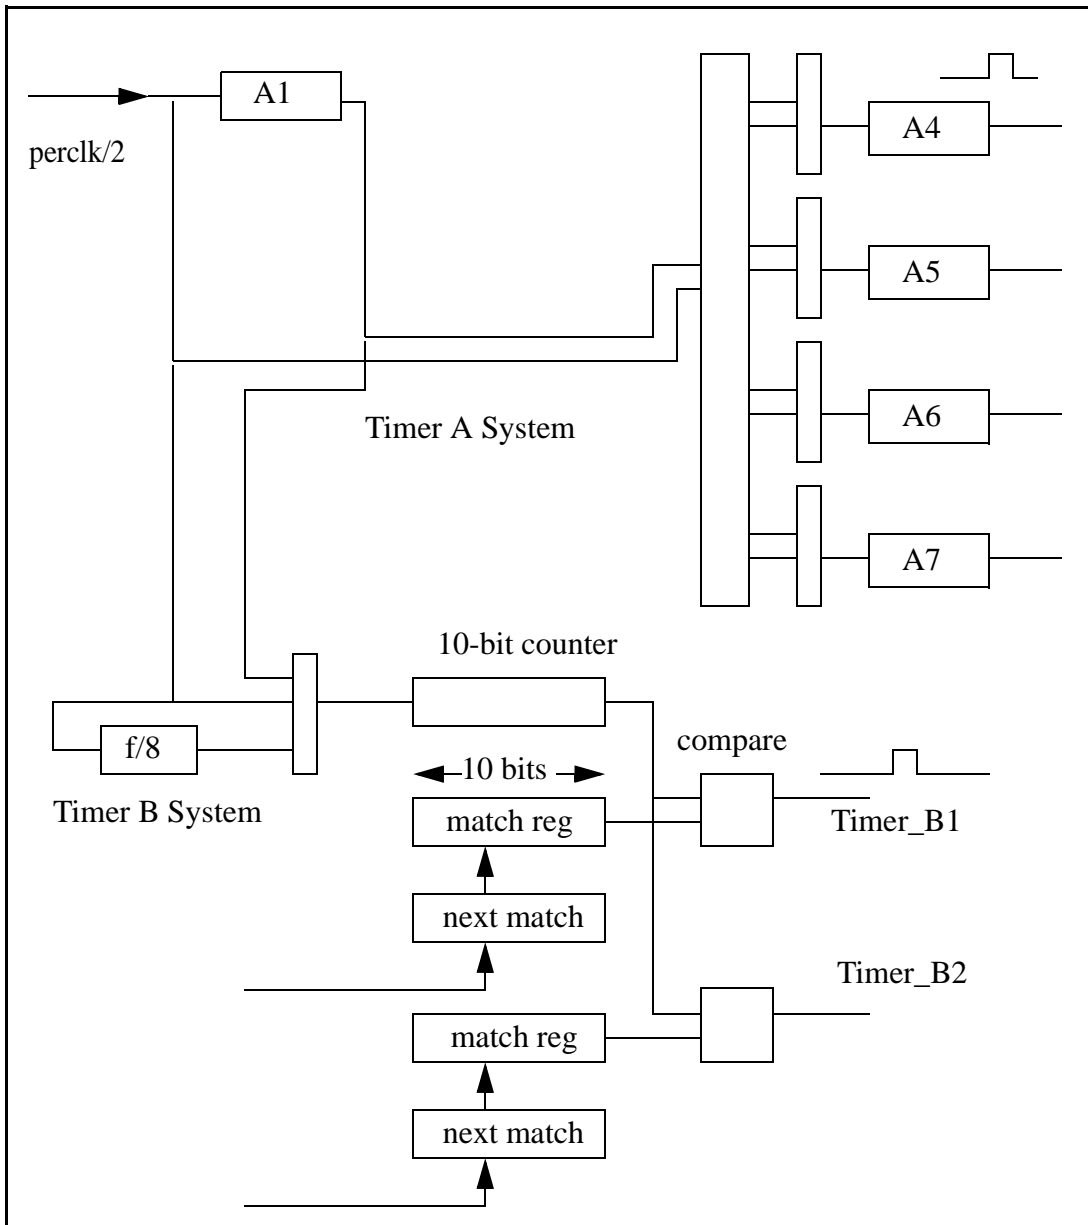 A1
perclk/2
A4
A5
A6
Timer A System
A7
10-bit counter
f/8
compare
10 bits
Timer B System
match reg
Timer_B1
next match
Timer_B2
match reg
next match